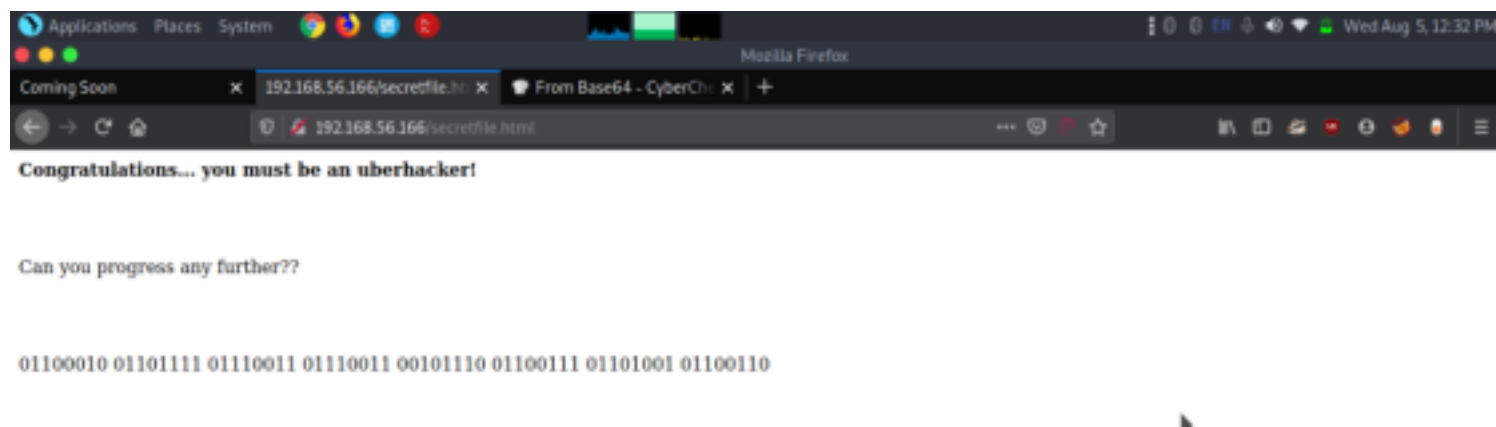 Applications Places System EN Wed Aug 5, 12:32 PM
Mozilla Firefox
Coming Soon 192.168.56.166/secretfile.ht From Base64 - CyberCh
192.168.56.166/secretfile.html
Congratulations... you must be an uberhacker!
Can you progress any further??
01100010 01101111 01110011 01110011 00101110 01100111 01101001 01100110